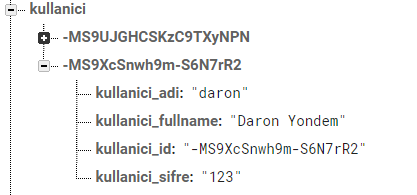 kullanici
-MS9UJGHCSKzC9TXyNPN
-MS9XcSnwh9m-S6N7rR2
kullanici_adi: "daron"
kullanici_fullname: "Daron Yondem"
kullanici_id: "-MS9XcSnwh9m-S6N7rR2"
kullanici_sifre: "123"